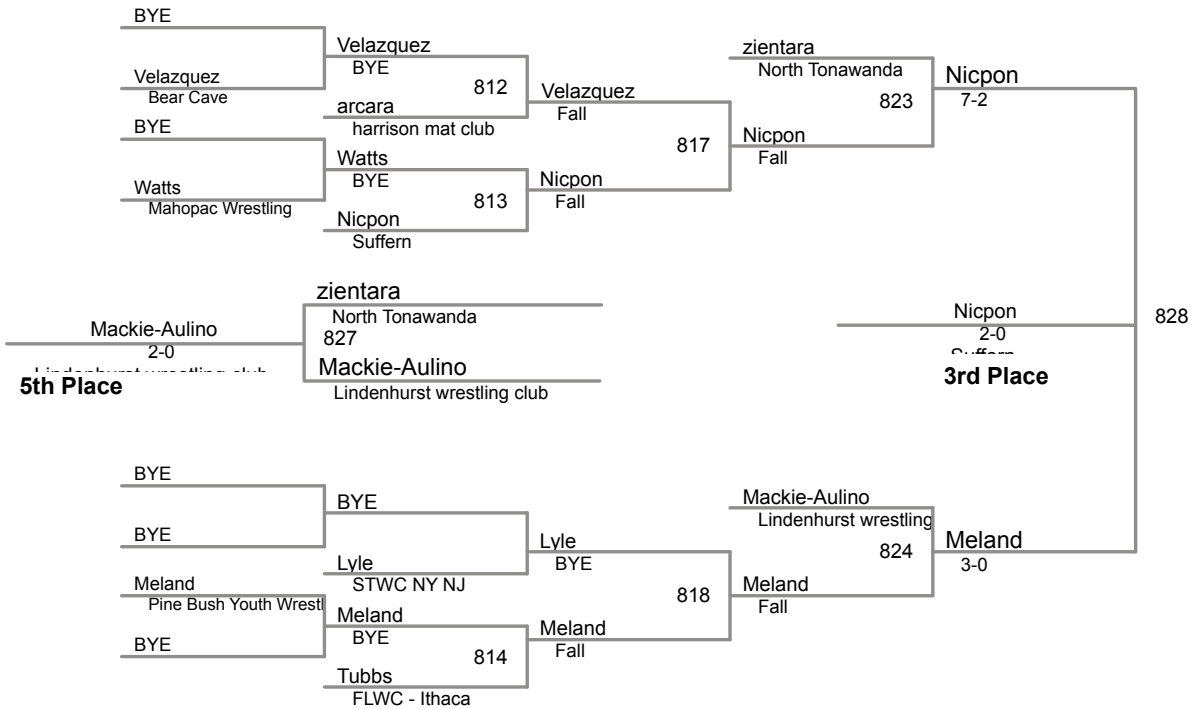 BYE
Velazquez
Bear Cave
BYE
Watts
Mahopac Wrestling
Velazquez
BYE
812
arcara
harrison mat club
Watts
BYE
813
Nicpon
Suffern
Velazquez
Fall
817
Nicpon
Fall
zientara
North Tonawanda
823
Nicpon
Fall
Nicpon
7-2
Mackie-Aulino
2-0
Lindenhurst wrestling club
5th Place
zientara
North Tonawanda
827
Mackie-Aulino
Lindenhurst wrestling club
Nicpon
2-0
Suffern
3rd Place
828
BYE
BYE
Meland
Pine Bush Youth Wrestl
BYE
BYE
Lyle
STWC NY NJ
Meland
BYE
814
Tubbs
FLWC - Ithaca
Lyle
BYE
818
Meland
Fall
Mackie-Aulino
Lindenhurst wrestling
824
Meland
Fall
Meland
3-0